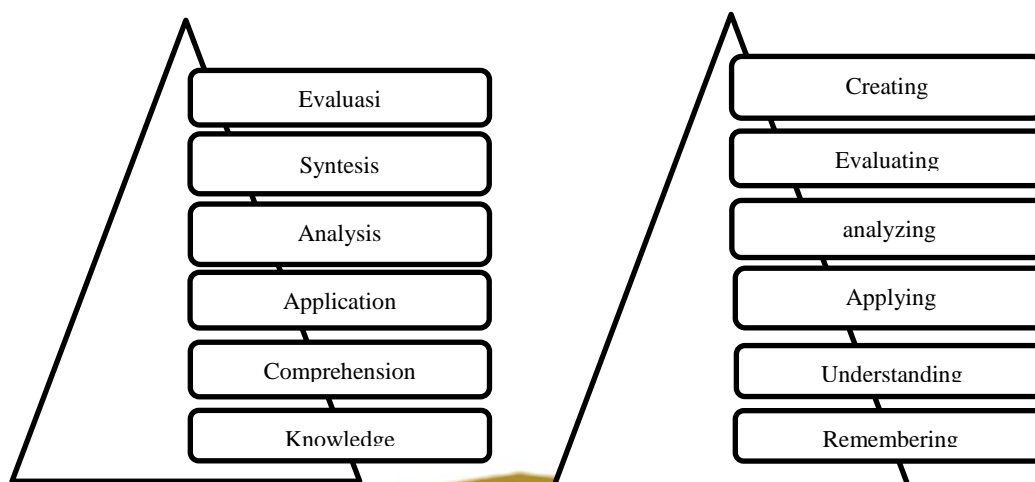 Evaluasi
Syntesis
Analysis
Application
Comprehension
Knowledge
Creating
Evaluating
analyzing
Applying
Understanding
Remembering